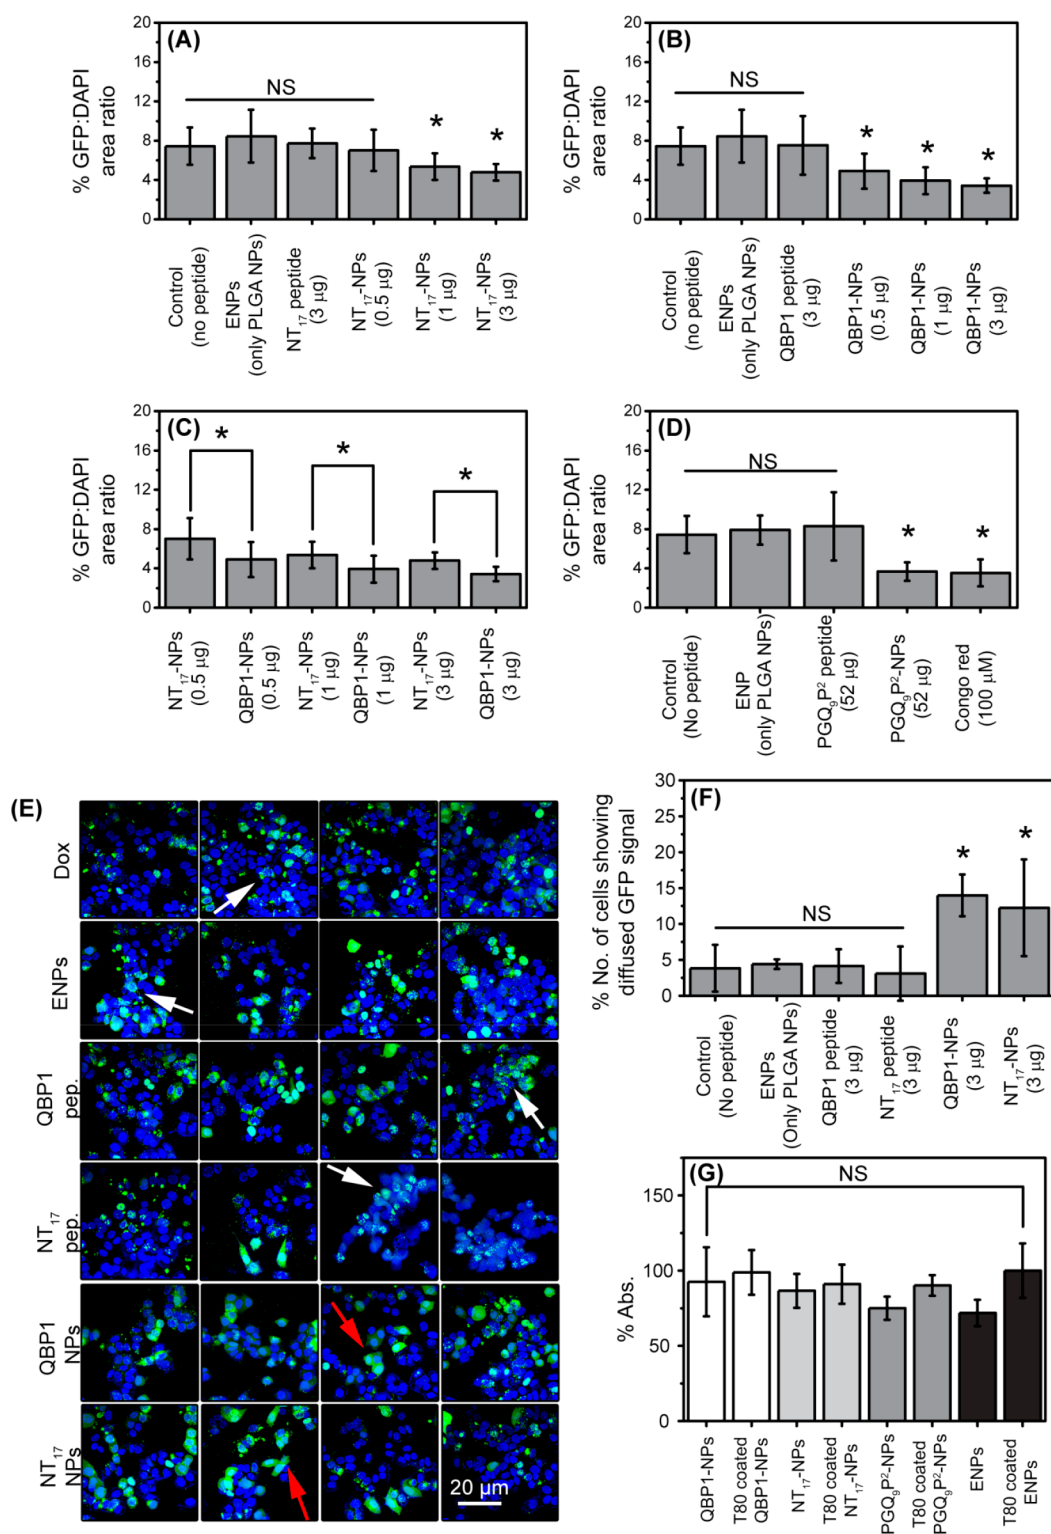 (A)
% GFP:DAPI
area ratio
20
16
12
8
4
0
NS
*
*
Control
(no peptide)
ENPs
(only PLGA NPs)
NT17 peptide
(3 µg)
NT17-NPs
(0.5 µg)
NT17-NPs
(1 µg)
NT17-NPs
(3 µg)
(B)
% GFP:DAPI
area ratio
20
16
12
8
4
0
NS
*
*
*
Control
(no peptide)
ENPs
(only PLGA NPs)
QBP1 peptide
(3 µg)
QBP1-NPs
(0.5 µg)
QBP1-NPs
(1 µg)
QBP1-NPs
(3 µg)
(C)
% GFP:DAPI
area ratio
20
16
12
8
4
0
*
*
*
NT17-NPs
(0.5 µg)
QBP1-NPs
(0.5 µg)
NT17-NPs
(1 µg)
QBP1-NPs
(1 µg)
NT17-NPs
(3 µg)
QBP1-NPs
(3 µg)
(D)
% GFP:DAPI
area ratio
20
16
12
8
4
0
NS
*
*
Control
(No peptide)
ENP
(only PLGA NPs)
PGQ9P2 peptide
(52 µg)
PGQ9P2-NPs
(52 µg)
Congo red
(100 µM)
(E)
Dox
ENPs
QBP1
pep.
NT17
pep.
QBP1
NPs
NT17
NPs
20 µm
(F)
% No. of cells showing
diffused GFP signal
30
25
20
15
10
5
0
NS
*
*
Control
(No peptide)
ENPs
(Only PLGA NPs)
QBP1 peptide
(3 µg)
NT17 peptide
(3 µg)
QBP1-NPs
(3 µg)
NT17-NPs
(3 µg)
(G)
% Abs.
150
100
50
0
NS
QBP1-NPs
T80 coated
QBP1-NPs
NT17-NPs
T80 coated
NT17-NPs
PGQ9P2-NPs
T80 coated
PGQ9P2-NPs
ENPs
T80 coated
ENPs